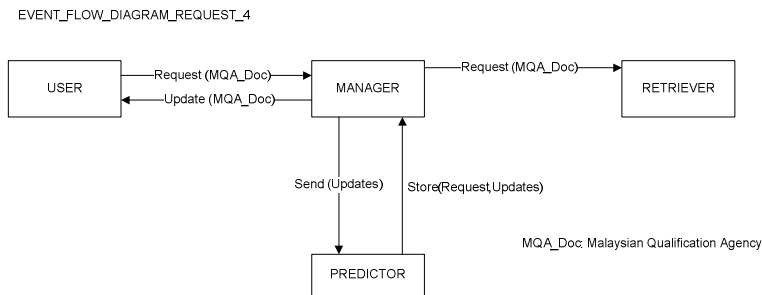 EVENT_FLOW_DIAGRAM_REQUEST_4
USER
Request (MQA_Doc)
Update (MQA_Doc)
MANAGER
Request (MQA_Doc)
RETRIEVER
Send (Updates)
Store(Request,Updates)
MQA_Doc: Malaysian Qualification Agency
PREDICTOR